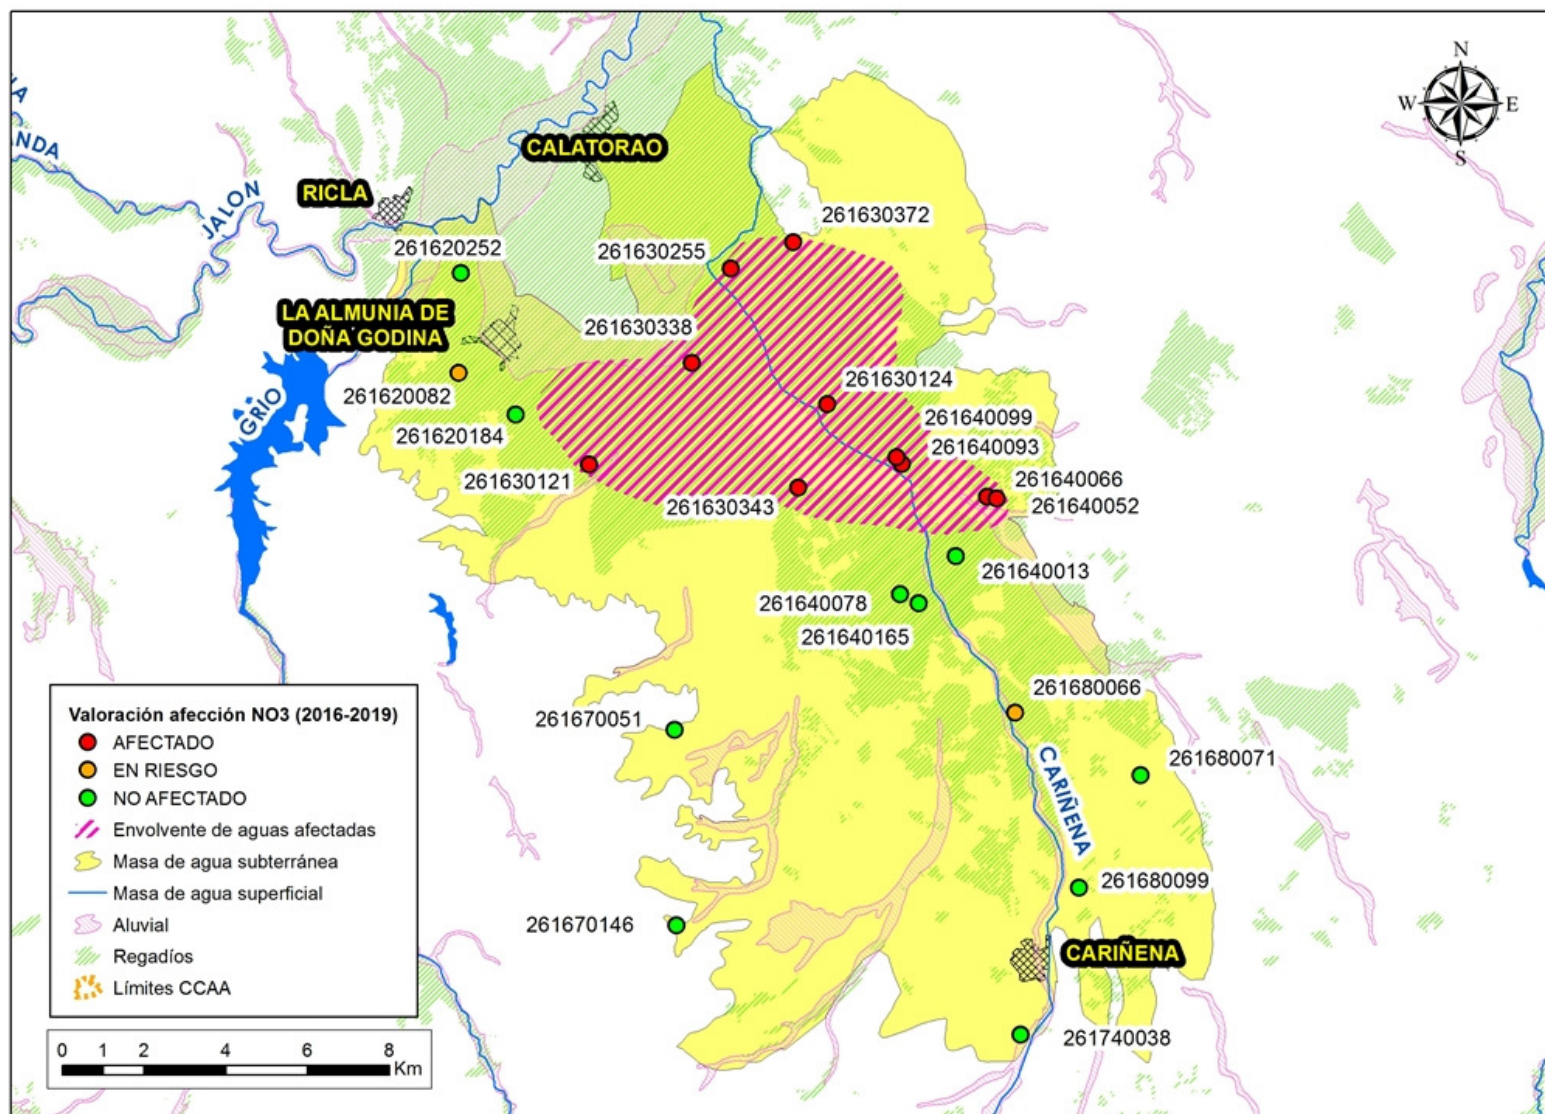 N
W E
S
CALATORAO
ANDA
RICLA
JALON
261630372
261620252
261630255
LA ALMUNIA DE
DOÑA GODINA
261630338
261630124
261620082
GRIO
261640099
261620184
261640093
261630121
261640066
261630343
261640052
261640013
261640078
261640165
261680066
261670051
CARIÑENA
261680071
261680099
261670146
CARIÑENA
261740038
Valoración afección NO3 (2016-2019)
AFECTADO
EN RIESGO
NO AFECTADO
Envolvente de aguas afectadas
Masa de agua subterránea
Masa de agua superficial
Aluvial
Regadíos
Límites CCAA
0 1 2 4 6 8
Km